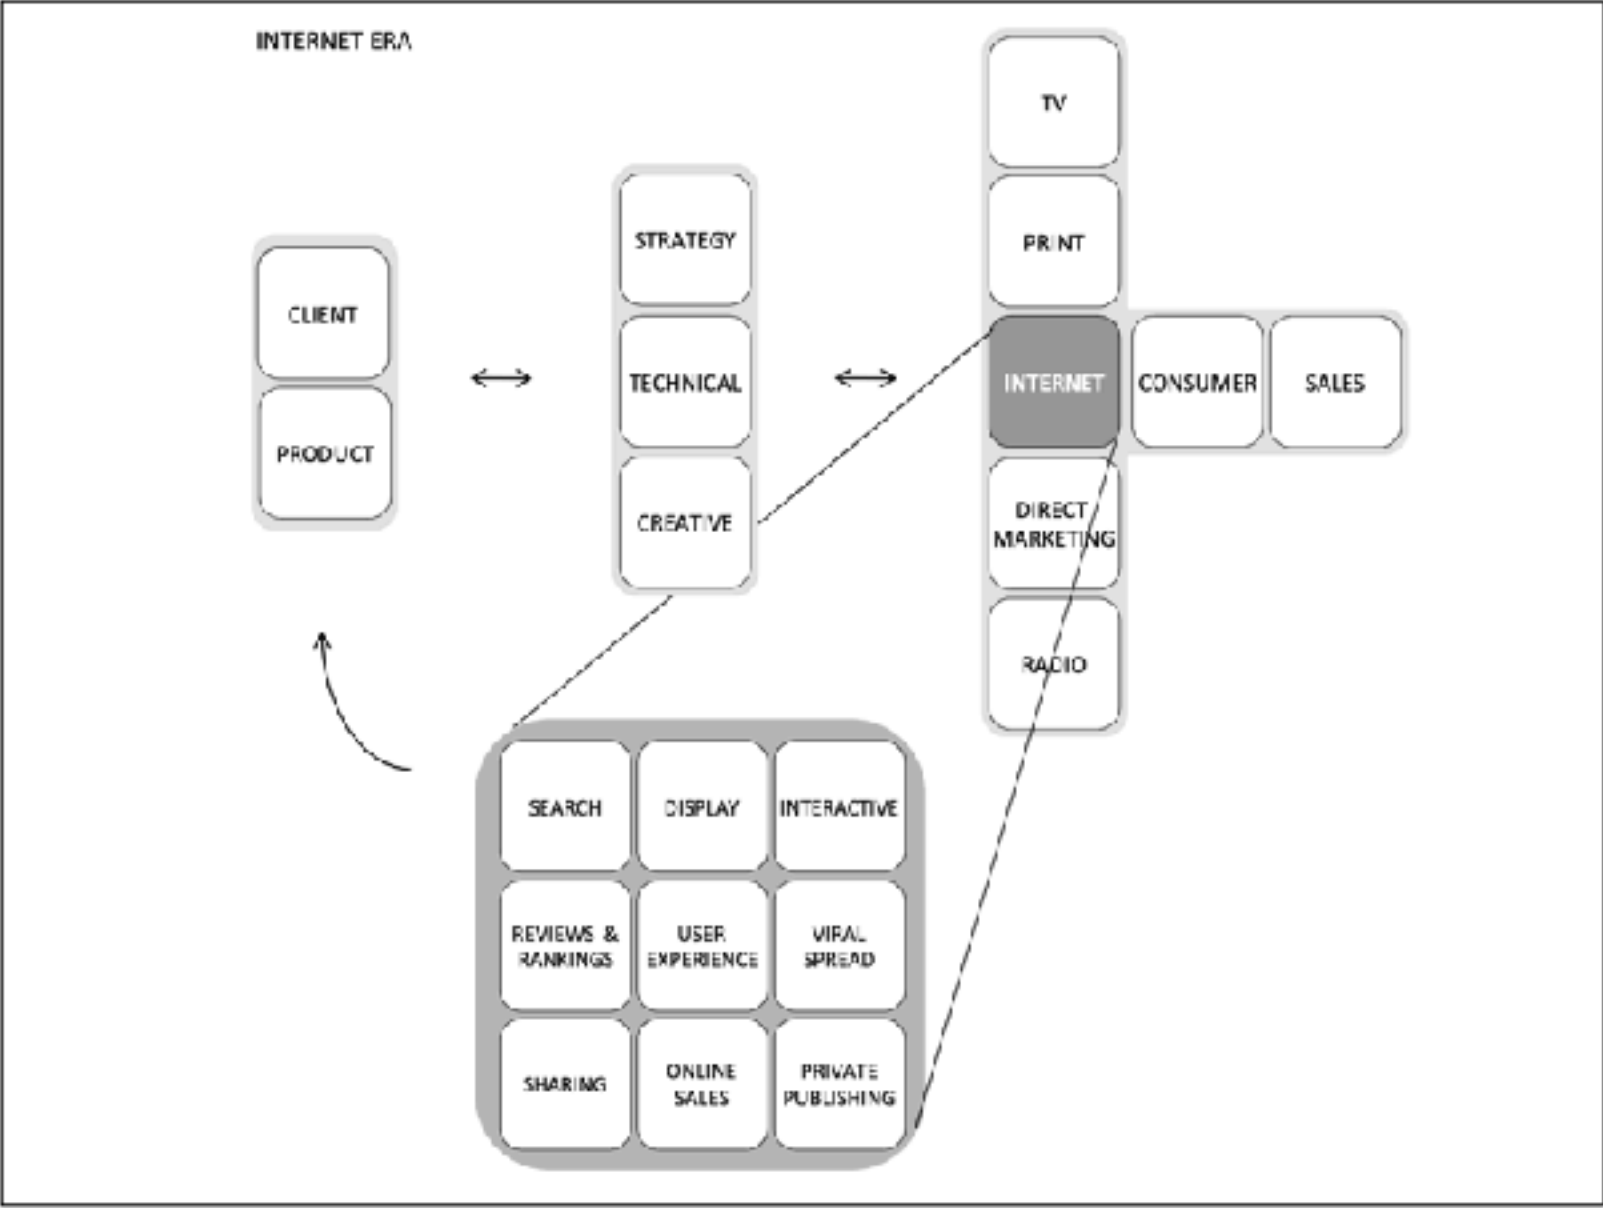 INTERNET ERA
CLIENT
PRODUCT
STRATEGY
TECHNICAL
CREATIVE
TV
PRINT
INTERNET
CONSUMER
SALES
DIRECT
MARKETING
RADIO
SEARCH
DISPLAY
INTERACTIVE
REVIEWS &
RANKINGS
USER
EXPERIENCE
VIRAL
SPREAD
SHARING
ONLINE
SALES
PRIVATE
PUBLISHING